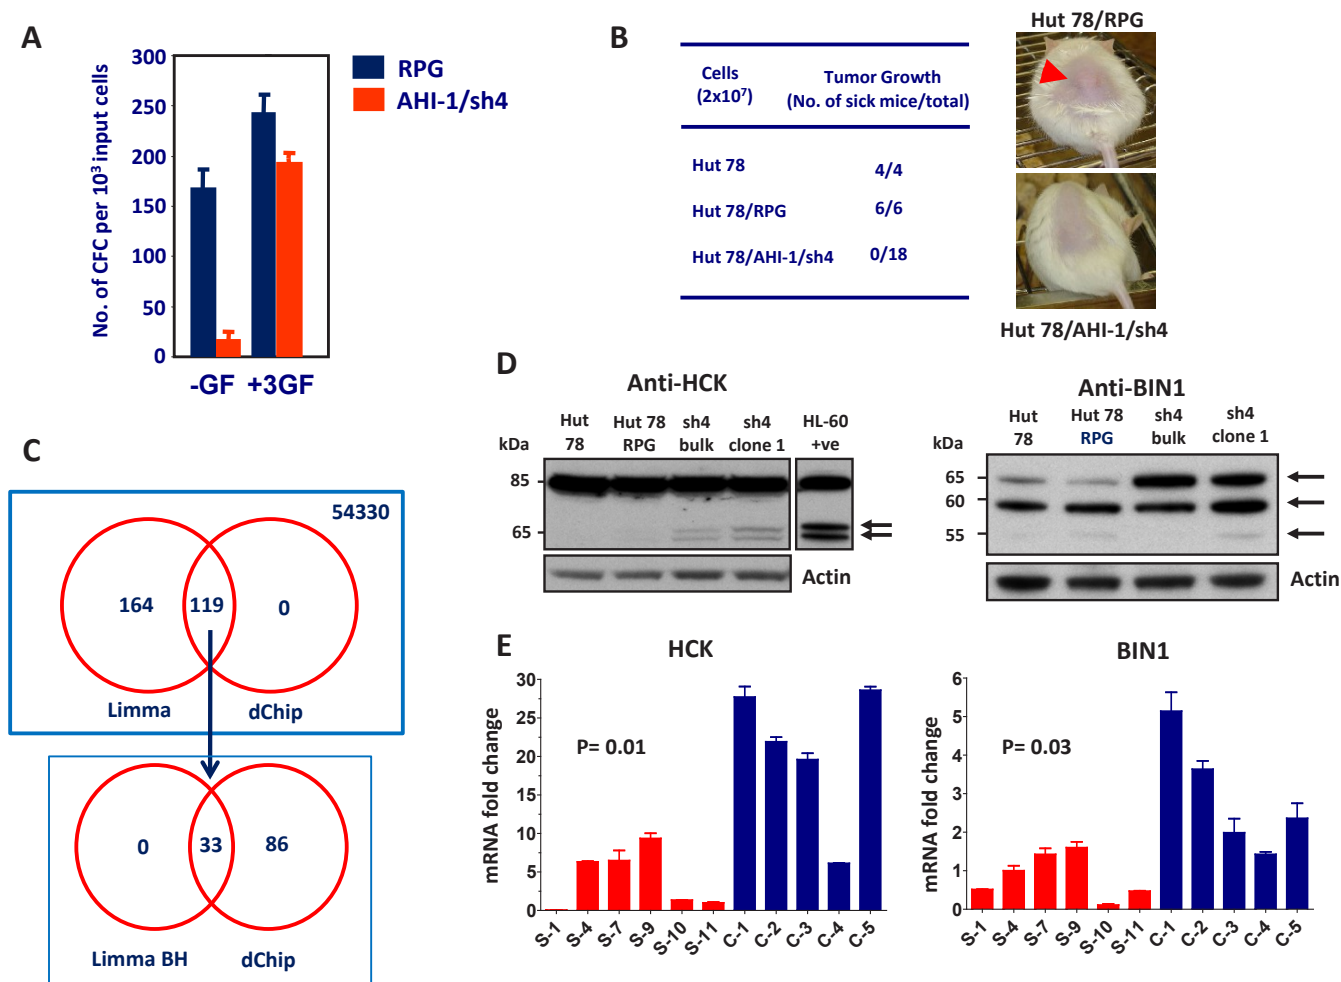 A
300
250
200
150
100
50
0
No. of CFC per 10³ input cells
-GF +3GF
RPG
AHI-1/sh4
B
Cells
(2x10⁷)
Tumor Growth
(No. of sick mice/total)
Hut 78
4/4
Hut 78/RPG
6/6
Hut 78/AHI-1/sh4
0/18
Hut 78/RPG
Hut 78/AHI-1/sh4
C
54330
164
119
0
Limma
dChip
0
33
86
Limma BH
dChip
D
Anti-HCK
kDa
Hut
78
Hut 78
RPG
sh4
bulk
sh4
clone 1
HL-60
+ve
85
65
Actin
Anti-BIN1
kDa
Hut
78
Hut 78
RPG
sh4
bulk
sh4
clone 1
65
60
55
Actin
E
HCK
30
25
20
15
10
5
0
mRNA fold change
P= 0.01
S-1
S-4
S-7
S-9
S-10
S-11
C-1
C-2
C-3
C-4
C-5
BIN1
6
5
4
3
2
1
0
mRNA fold change
P= 0.03
S-1
S-4
S-7
S-9
S-10
S-11
C-1
C-2
C-3
C-4
C-5